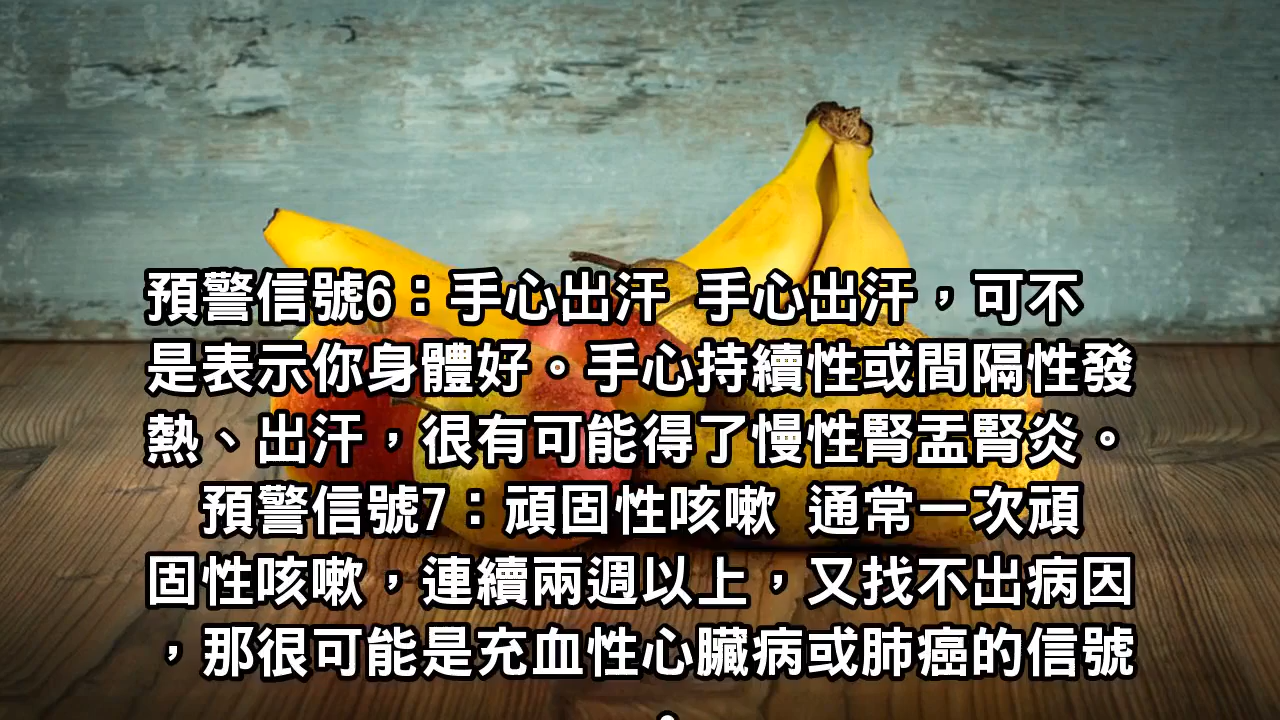 預警信號6：手心出汗 手心出汗，可不
是表示你身體好。手心持續性或間隔性發
熱、出汗，很有可能得了慢性腎盂腎炎。
預警信號7：頑固性咳嗽 通常一次頑
固性咳嗽，連續兩週以上，又找不出病因
，那很可能是充血性心臟病或肺癌的信號
。